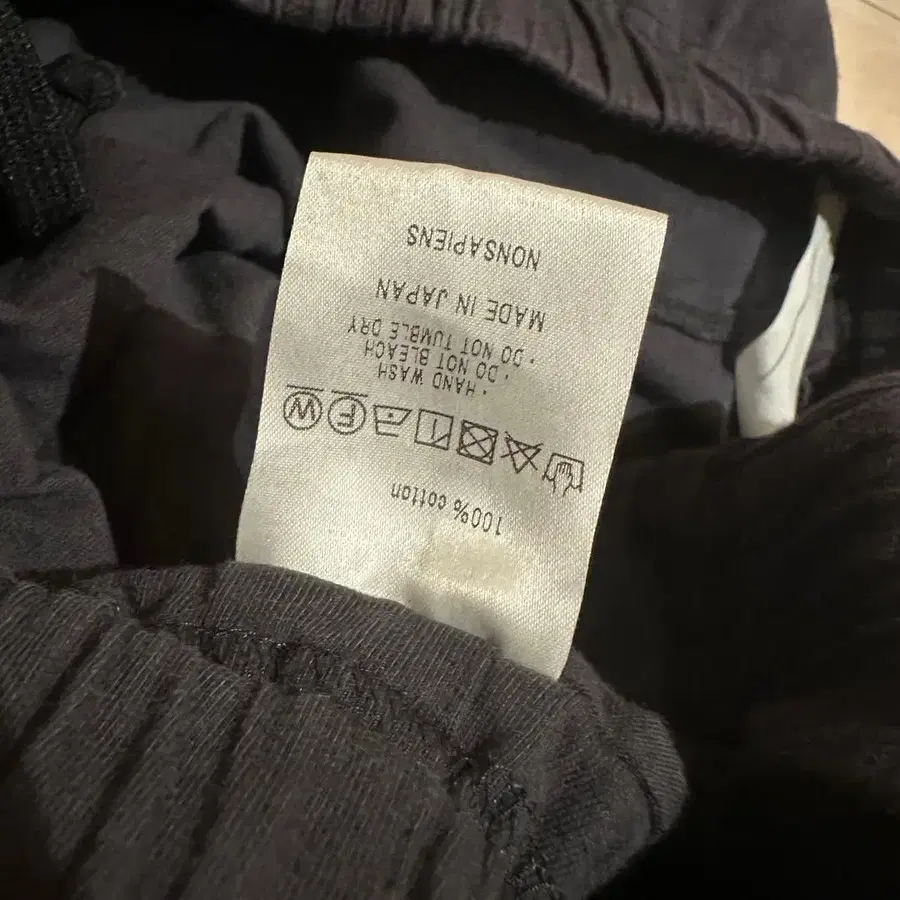 100% cotton
· HAND WASH
· DO NOT BLEACH
· DO NOT TUMBLE DRY
MADE IN JAPAN
NONSAPIENS